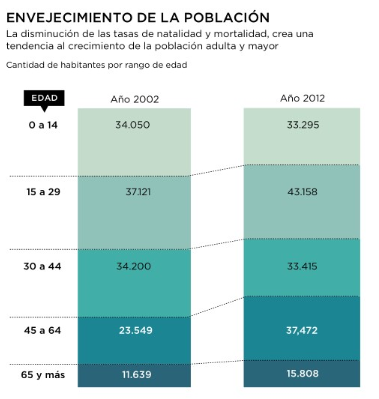 ENVEJECIMIENTO DE LA POBLACIÓN
La disminución de las tasas de natalidad y mortalidad, crea una
tendencia al crecimiento de la población adulta y mayor
Cantidad de habitantes por rango de edad
EDAD Año 2002 Año 2012
0 a 14 34.050 33.295
15 a 29 37.121 43.158
30 a 44 34.200 33.415
45 a 64 23.549 37,472
65 y más 11.639 15.808